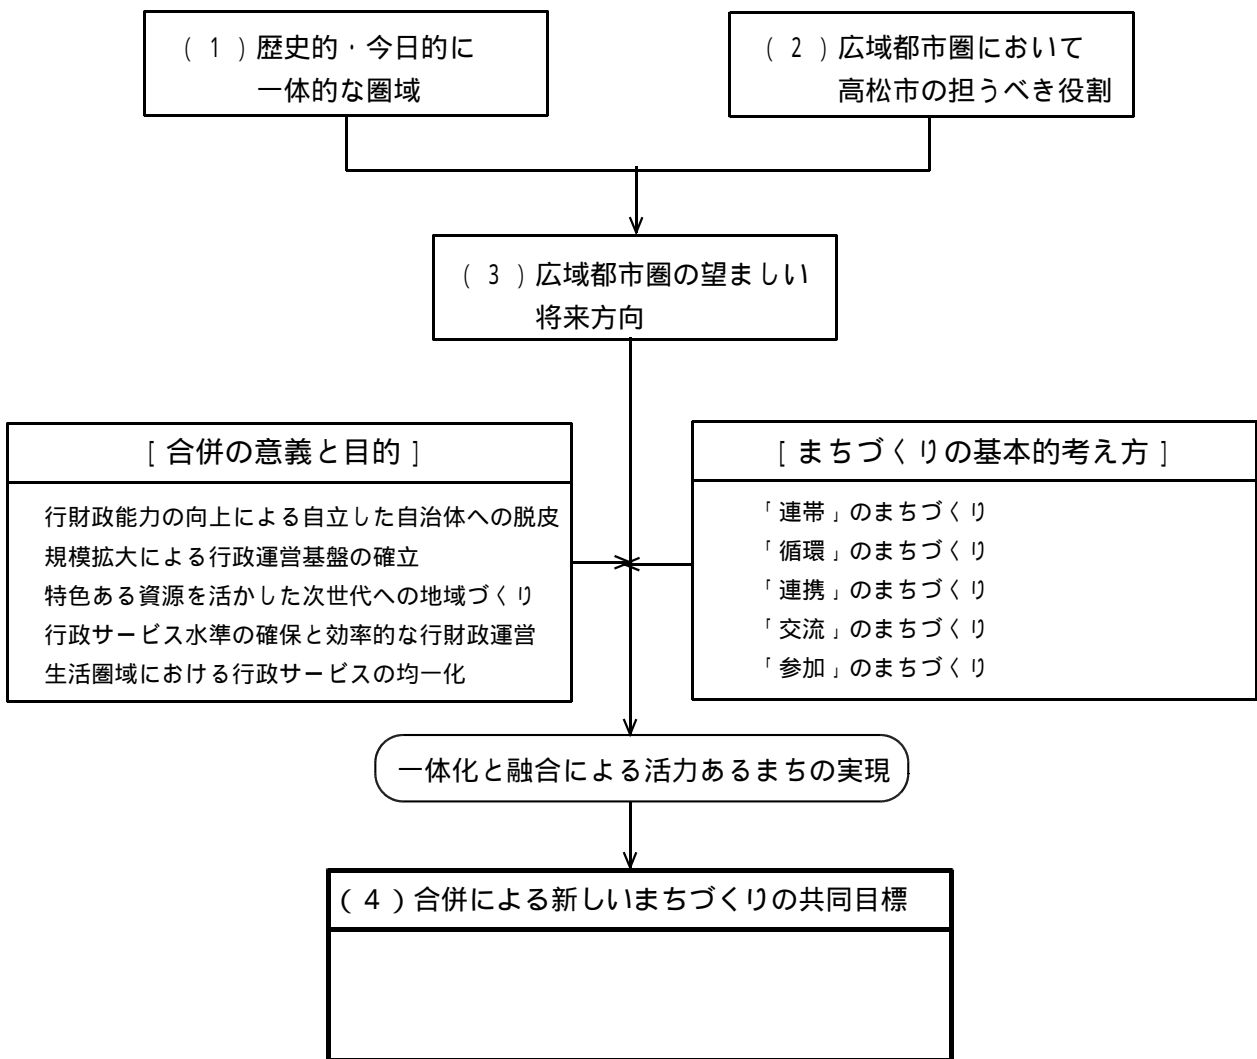 (1)歴史的・今日的に
一体的な圏域
(2)広域都市圏において
高松市の担うべき役割
(3)広域都市圏の望ましい
将来方向
[合併の意義と目的]
行財政能力の向上による自立した自治体への脱皮
規模拡大による行政運営基盤の確立
特色ある資源を活かした次世代への地域づくり
行政サービス水準の確保と効率的な行財政運営
生活圏域における行政サービスの均一化
[まちづくりの基本的考え方]
「連帯」のまちづくり
「循環」のまちづくり
「連携」のまちづくり
「交流」のまちづくり
「参加」のまちづくり
一体化と融合による活力あるまちの実現
(4)合併による新しいまちづくりの共同目標